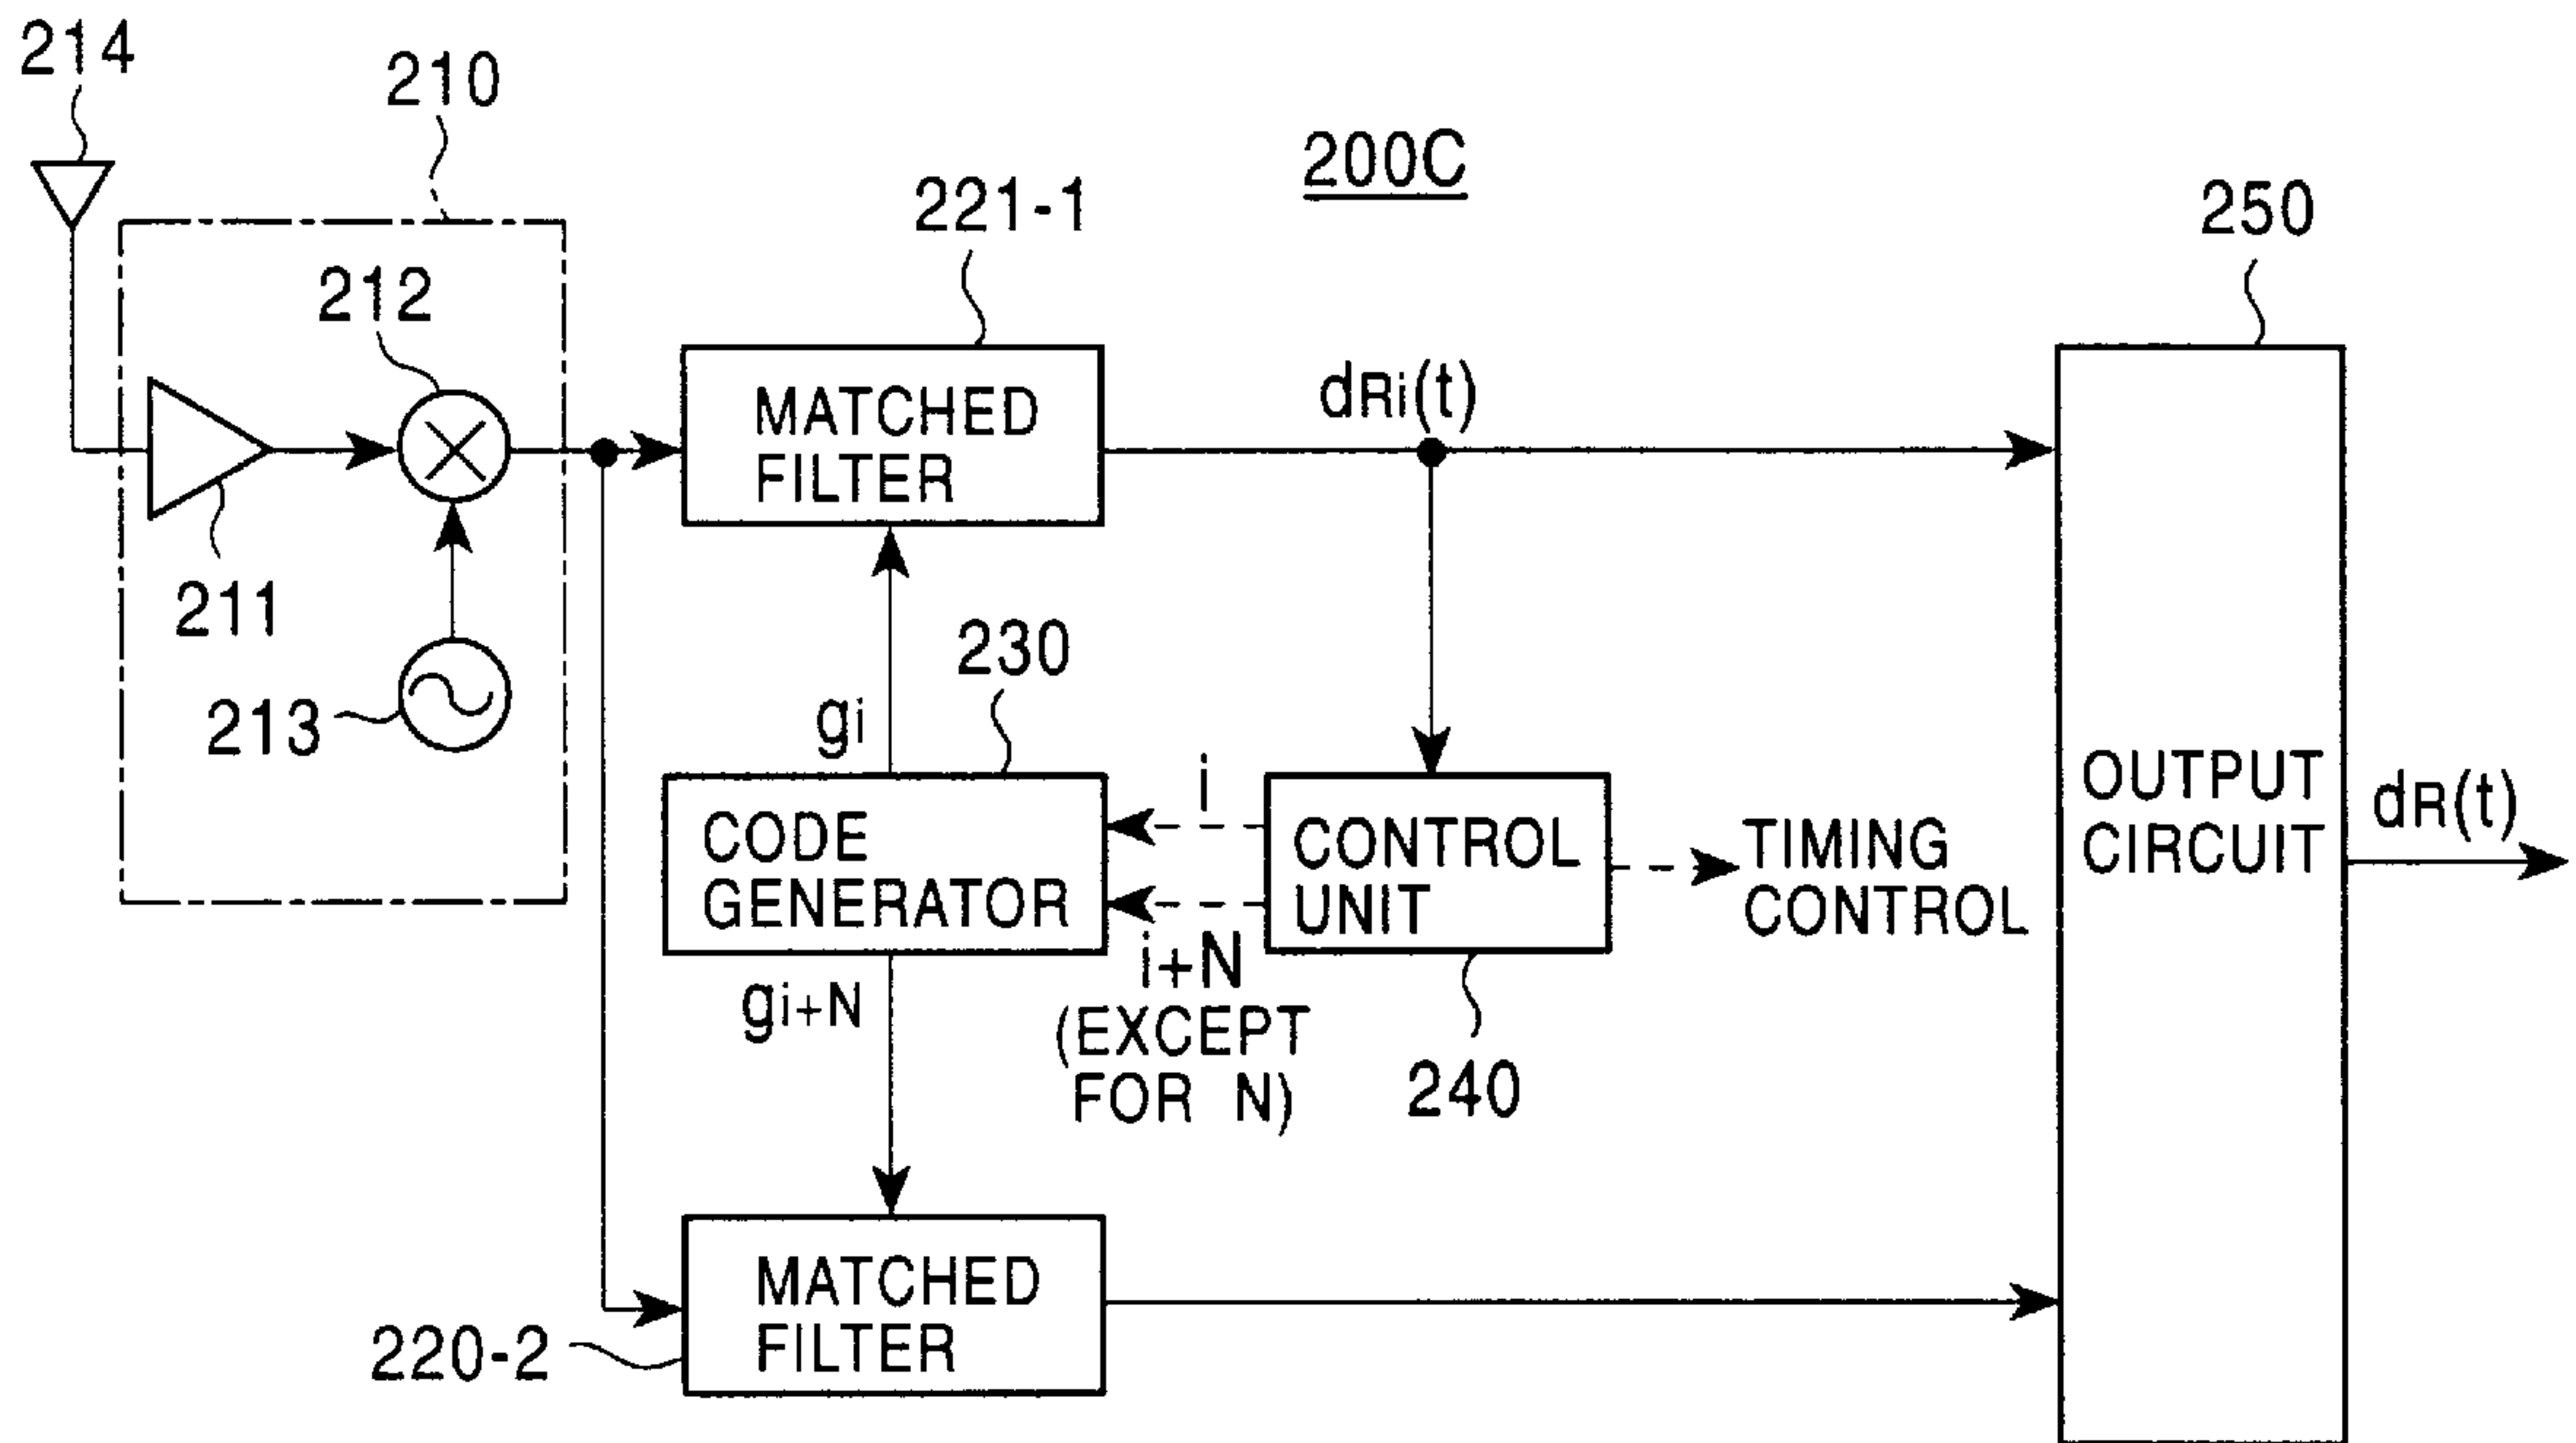 214
210
200C
221-1
250
212
MATCHED
FILTER
dRi(t)
211
230
213
gi
i
CODE
GENERATOR
CONTROL
UNIT
TIMING
CONTROL
OUTPUT
CIRCUIT
dR(t)
gi+N
i+N
(EXCEPT
FOR N)
240
MATCHED
FILTER
220-2